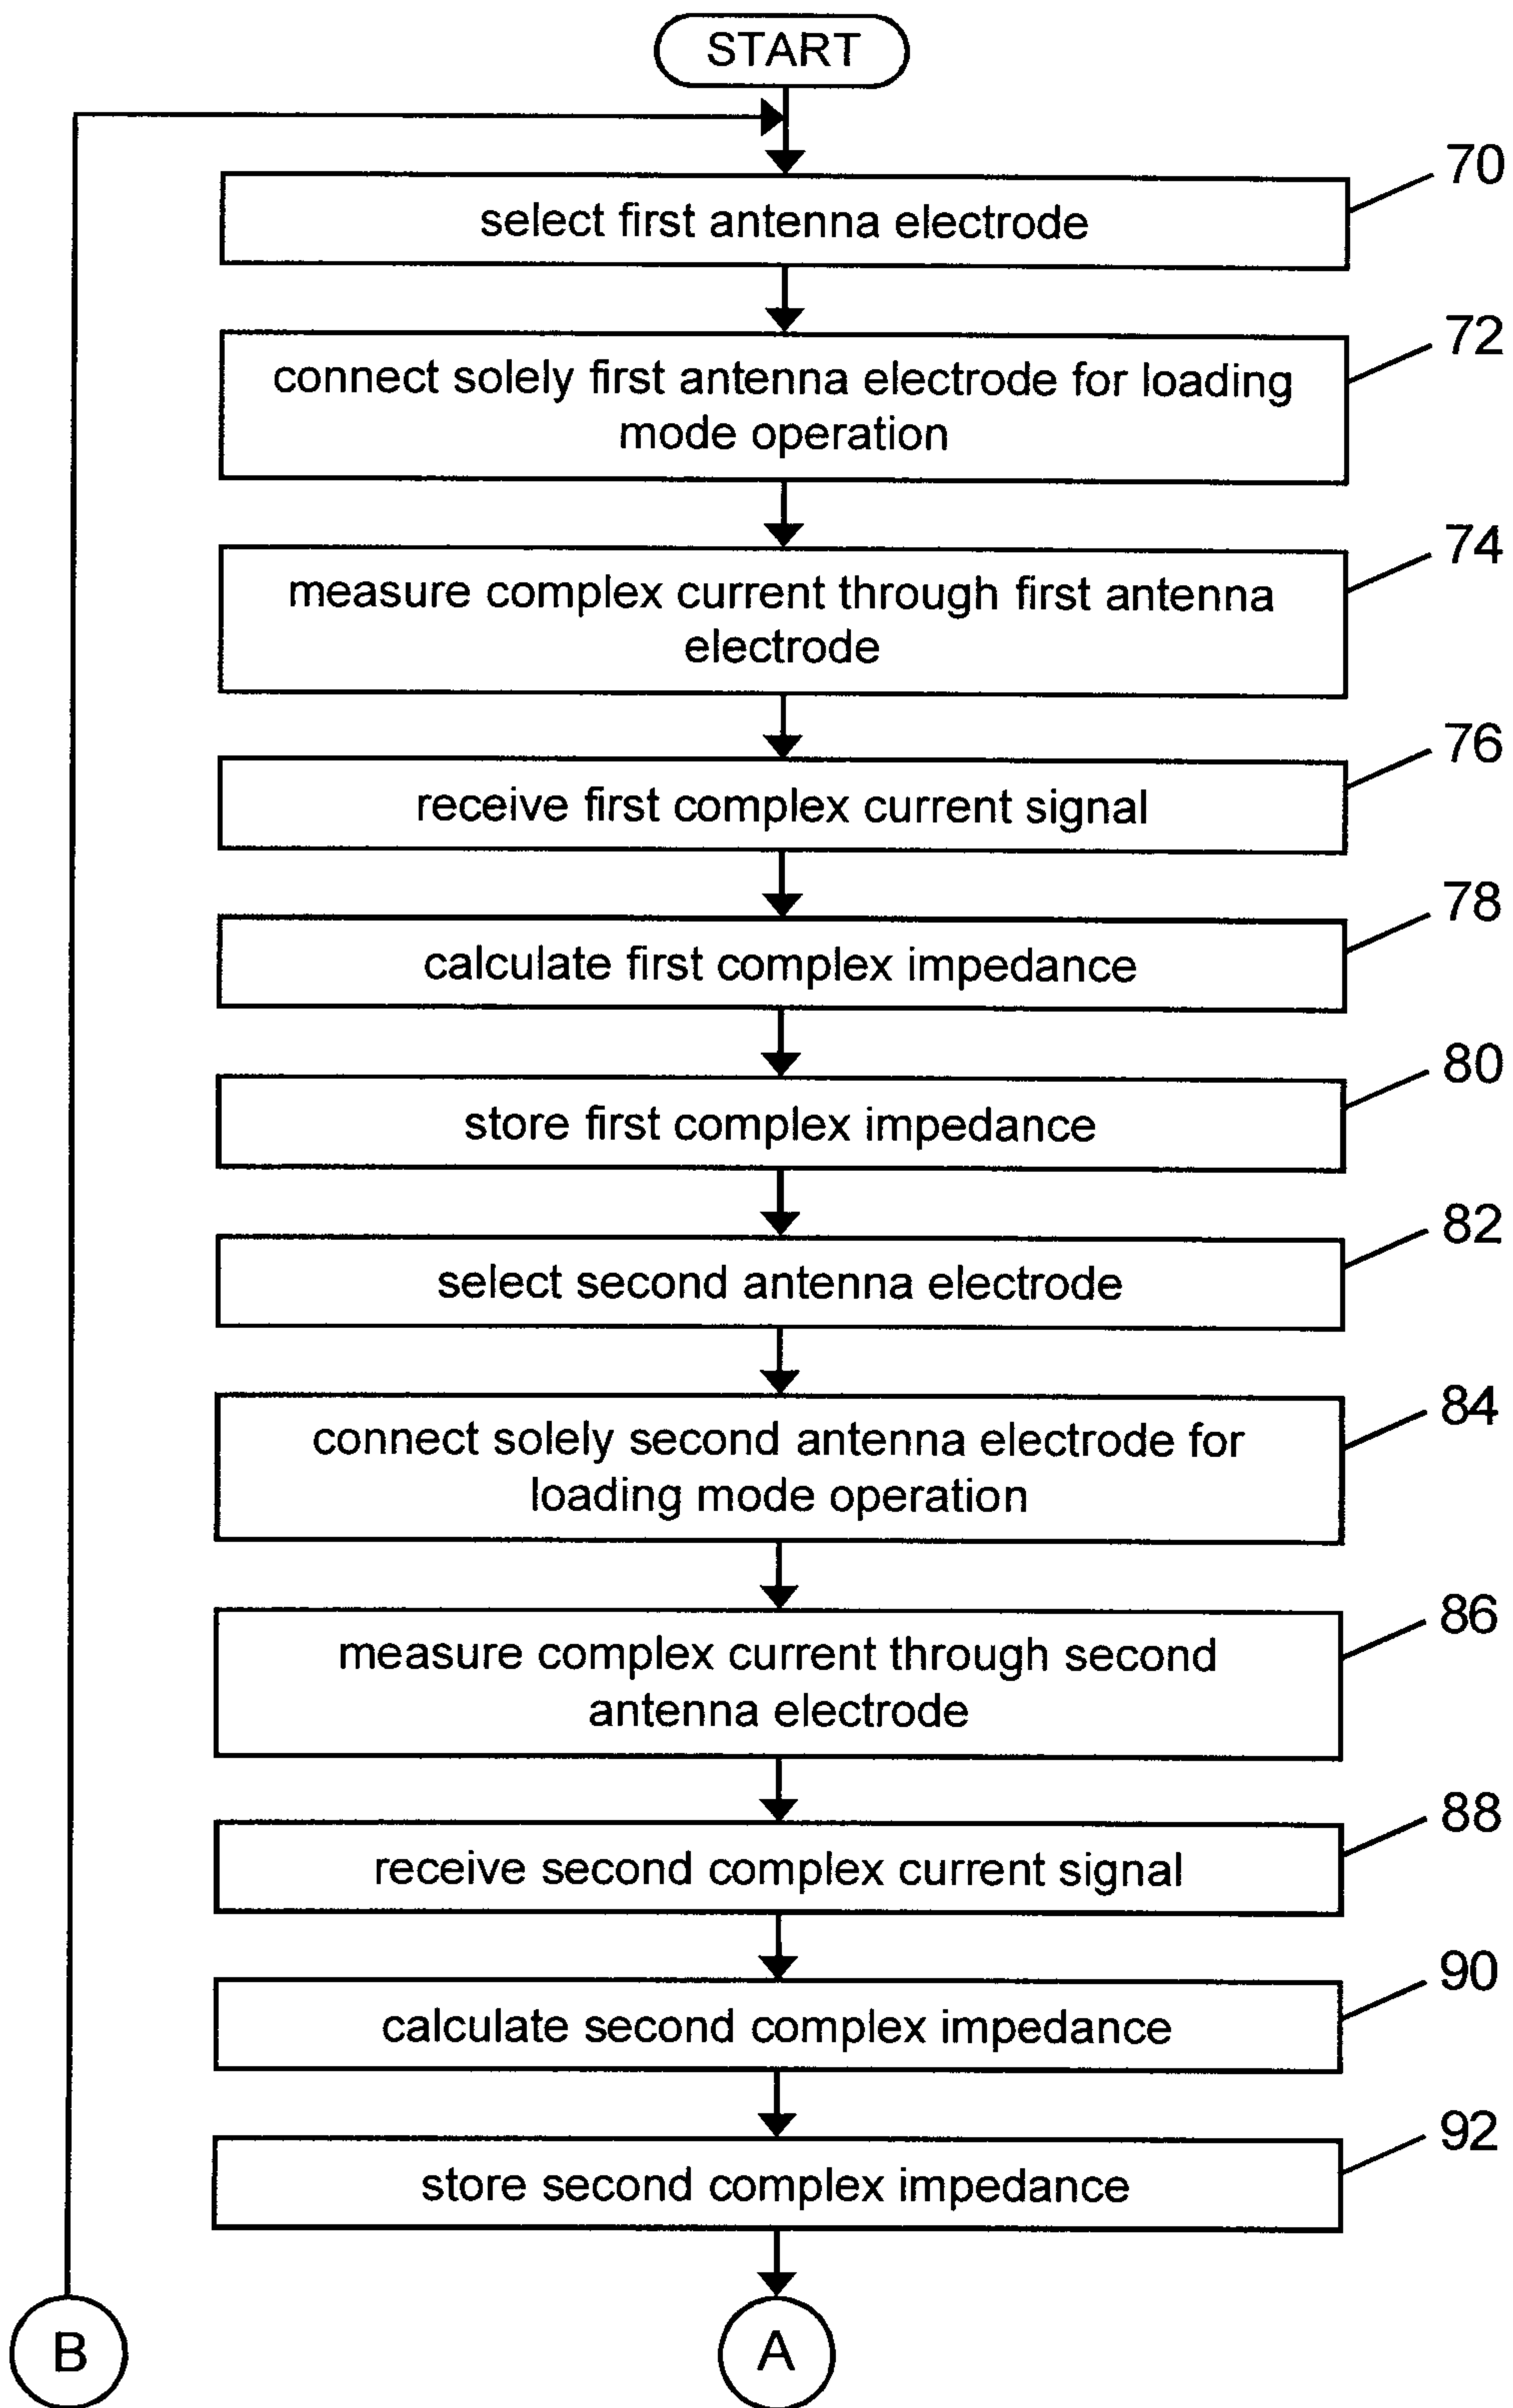 START
70
select first antenna electrode
72
connect solely first antenna electrode for loading
mode operation
74
measure complex current through first antenna
electrode
76
receive first complex current signal
78
calculate first complex impedance
80
store first complex impedance
82
select second antenna electrode
84
connect solely second antenna electrode for
loading mode operation
86
measure complex current through second
antenna electrode
88
receive second complex current signal
90
calculate second complex impedance
92
store second complex impedance
B
A